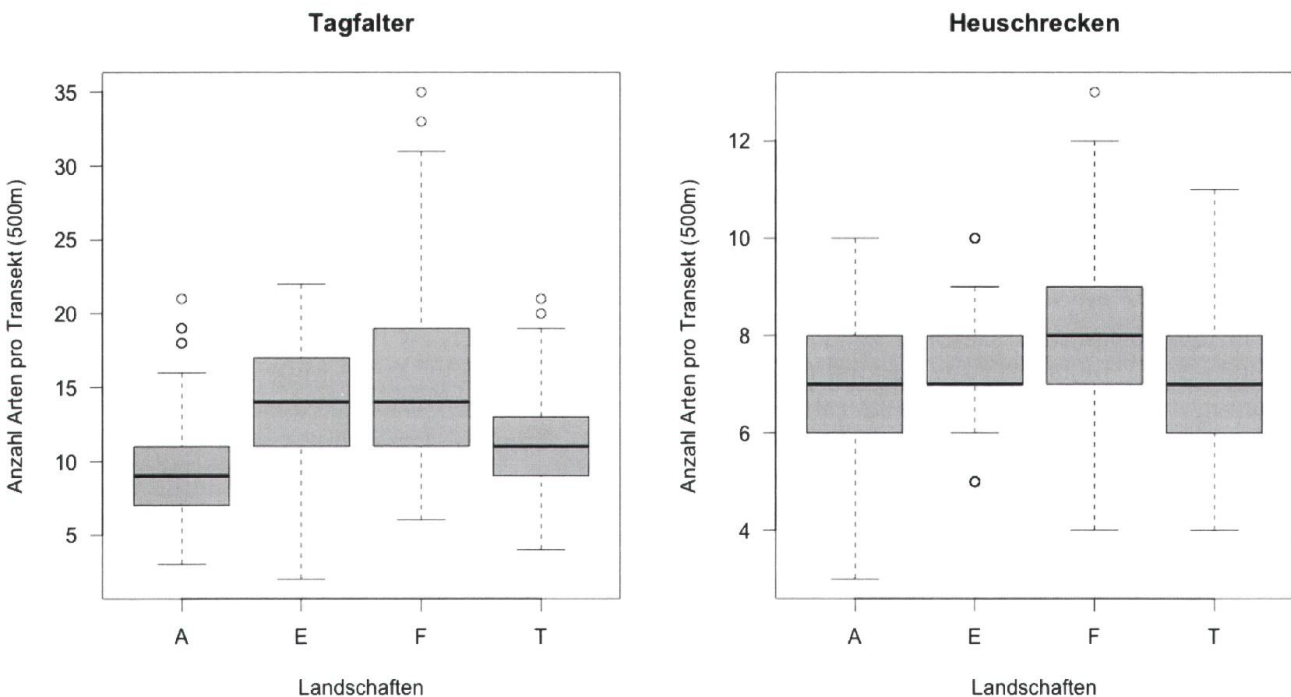 Tagfalter
Anzahl Arten pro Transekt (500m)
35
30
25
20
15
10
5
A E F T
Landschaften
Heuschrecken
Anzahl Arten pro Transekt (500m)
12
10
8
6
4
A E F T
Landschaften